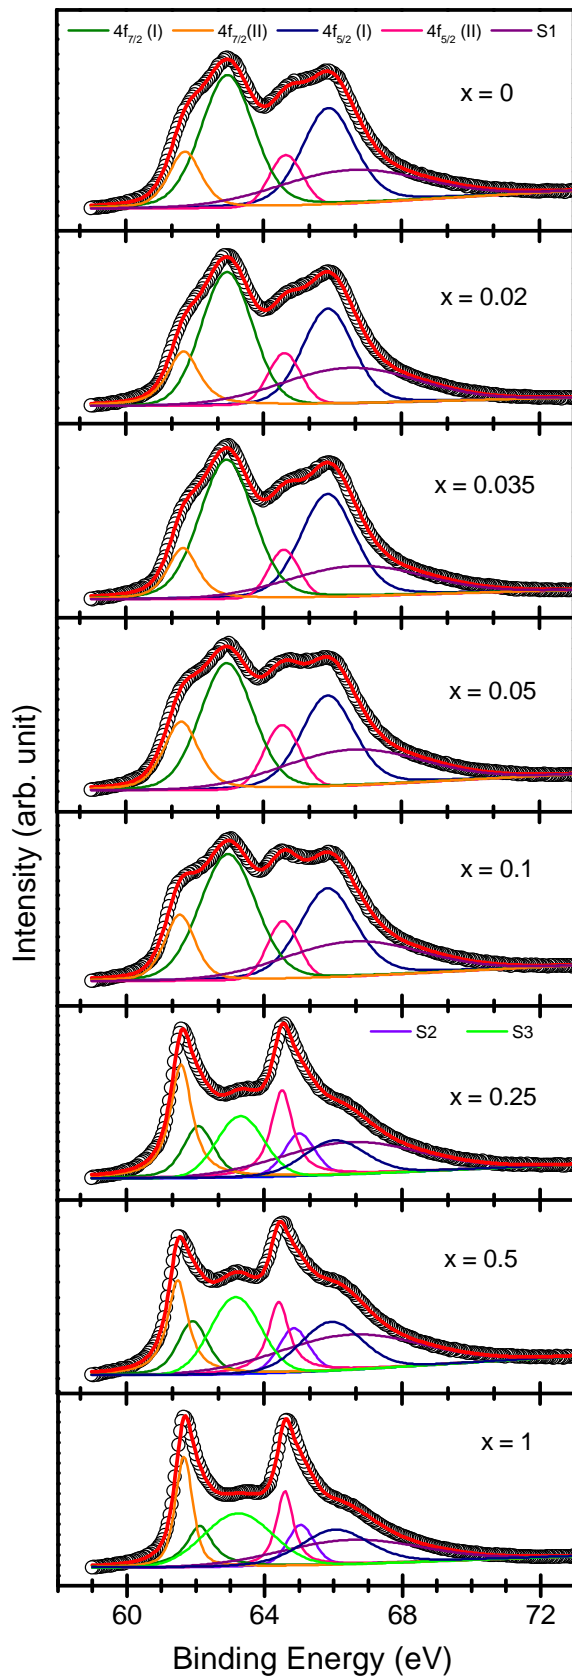 4f7/2 (I) 4f7/2(II) 4f5/2 (I) 4f5/2 (II) S1
x = 0
x = 0.02
x = 0.035
x = 0.05
x = 0.1
S2 S3
x = 0.25
x = 0.5
x = 1
Intensity (arb. unit)
60 64 68 72
Binding Energy (eV)